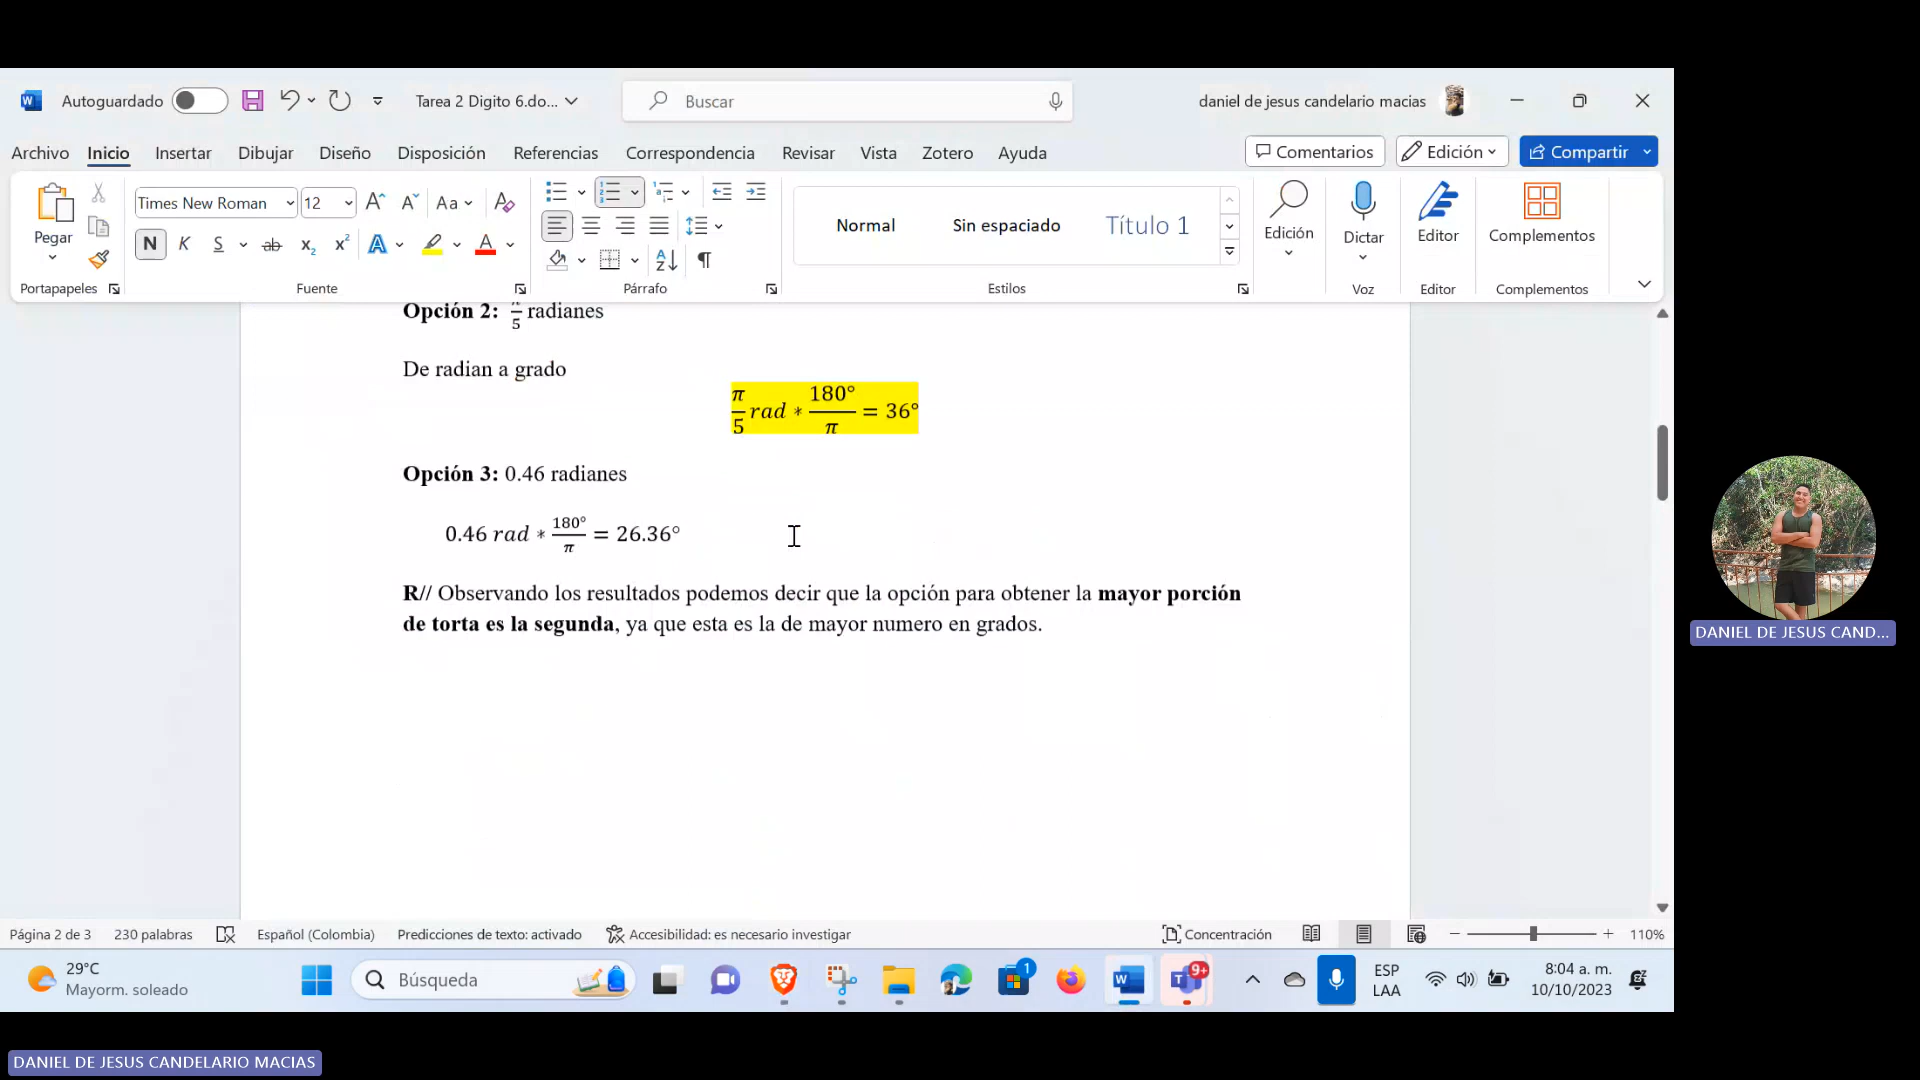 Autoguardado
Tarea 2 Digito 6.do...
Buscar
daniel de jesus candelario macias
Archivo Inicio Insertar Dibujar Diseño Disposición Referencias Correspondencia Revisar Vista Zotero Ayuda
Comentarios Edición Compartir
Pegar
Times New Roman 12
Aa
N K S ab x₂ x² A A
Normal Sin espaciado Título 1
Edición Dictar Editor Complementos
Portapapeles Fuente Párrafo Estilos Voz Editor Complementos
Opción 2: π/5 radianes
De radian a grado
π/5 rad * 180°/π = 36°
Opción 3: 0.46 radianes
0.46 rad * 180°/π = 26.36°
R// Observando los resultados podemos decir que la opción para obtener la mayor porción
de torta es la segunda, ya que esta es la de mayor numero en grados.
DANIEL DE JESUS CAND...
Página 2 de 3 230 palabras Español (Colombia) Predicciones de texto: activado Accesibilidad: es necesario investigar Concentración 110%
29°C
Mayorm. soleado
Búsqueda
1
9+
ESP
LAA
8:04 a. m.
10/10/2023
DANIEL DE JESUS CANDELARIO MACIAS